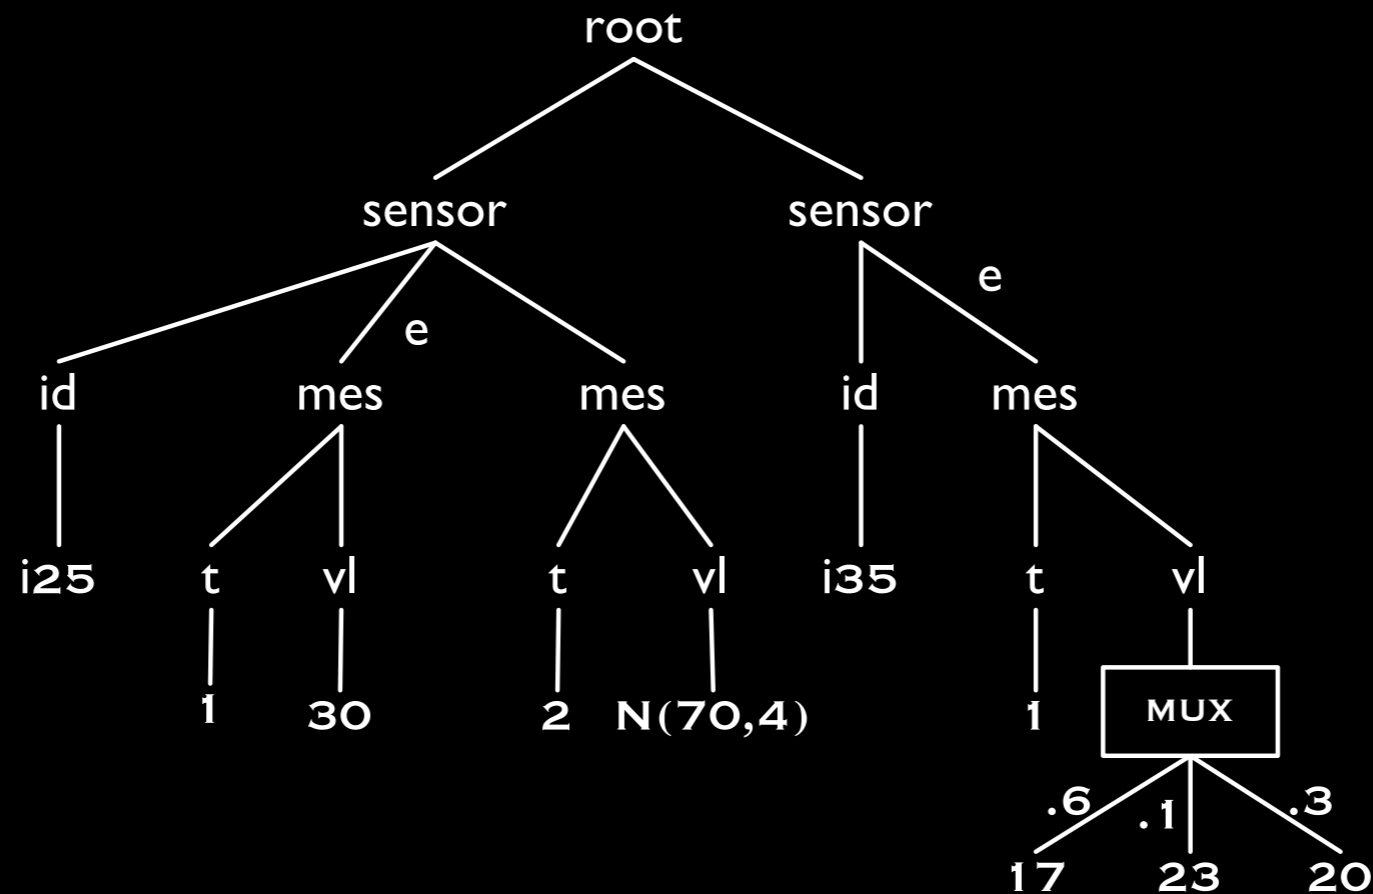 root
sensor sensor
e
e
id mes mes id mes
i25 t vl t vl i35 t vl
1 30 2 N(70,4) 1 MUX
.6 .1 .3
17 23 20